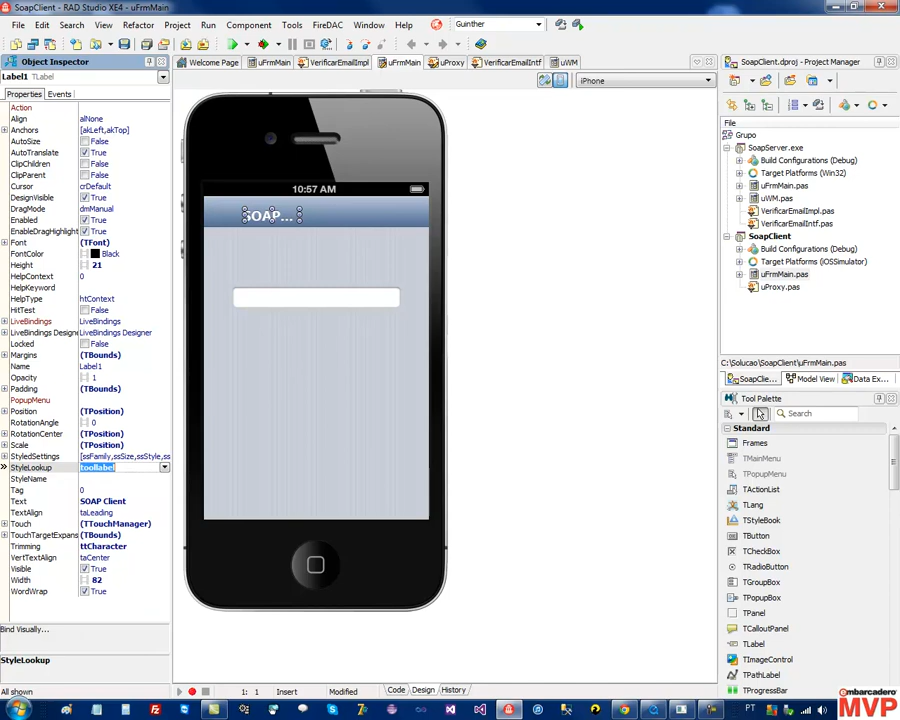 SoapClient - RAD Studio XE4 - uFrmMain
File Edit Search View Refactor Project Run Component Tools FireDAC Window Help Guinther
Object Inspector
Label1 TLabel
Properties Events
Action
Align alNone
Anchors [akLeft,akTop]
AutoSize False
AutoTranslate True
ClipChildren False
ClipParent False
Cursor crDefault
DesignVisible True
DragMode dmManual
Enabled True
EnableDragHighlight True
Font (TFont)
FontColor Black
Height 21
HelpContext 0
HelpKeyword
HelpType htContext
HitTest False
LiveBindings LiveBindings
LiveBindings Designe LiveBindings Designer
Locked False
Margins (TBounds)
Name Label1
Opacity 1
Padding (TBounds)
PopupMenu
Position (TPosition)
RotationAngle 0
RotationCenter (TPosition)
Scale (TPosition)
StyledSettings [ssFamily,ssSize,ssStyle,ss
StyleLookup toollabel
StyleName
Tag 0
Text SOAP Client
TextAlign taLeading
Touch (TTouchManager)
TouchTargetExpans (TBounds)
Trimming ttCharacter
VertTextAlign taCenter
Visible True
Width 82
WordWrap True
Bind Visually...
StyleLookup
All shown
Welcome Page uFrmMain VerificarEmailImpl uFrmMain uProxy VerificarEmailIntf uWM
iPhone
10:57 AM
SOAP...
1: 1 Insert Modified Code Design History
SoapClient.dproj - Project Manager
File
Grupo
SoapServer.exe
Build Configurations (Debug)
Target Platforms (Win32)
uFrmMain.pas
uWM.pas
VerificarEmailImpl.pas
VerificarEmailIntf.pas
SoapClient
Build Configurations (Debug)
Target Platforms (iOSSimulator)
uFrmMain.pas
uProxy.pas
C:\Solucao\SoapClient\uFrmMain.pas
SoapClie... Model View Data Ex...
Tool Palette
Search
Standard
Frames
TMainMenu
TPopupMenu
TActionList
TLang
TStyleBook
TButton
TCheckBox
TRadioButton
TGroupBox
TPopupBox
TPanel
TCalloutPanel
TLabel
TImageControl
TPathLabel
TProgressBar
embarcadero
MVP
PT